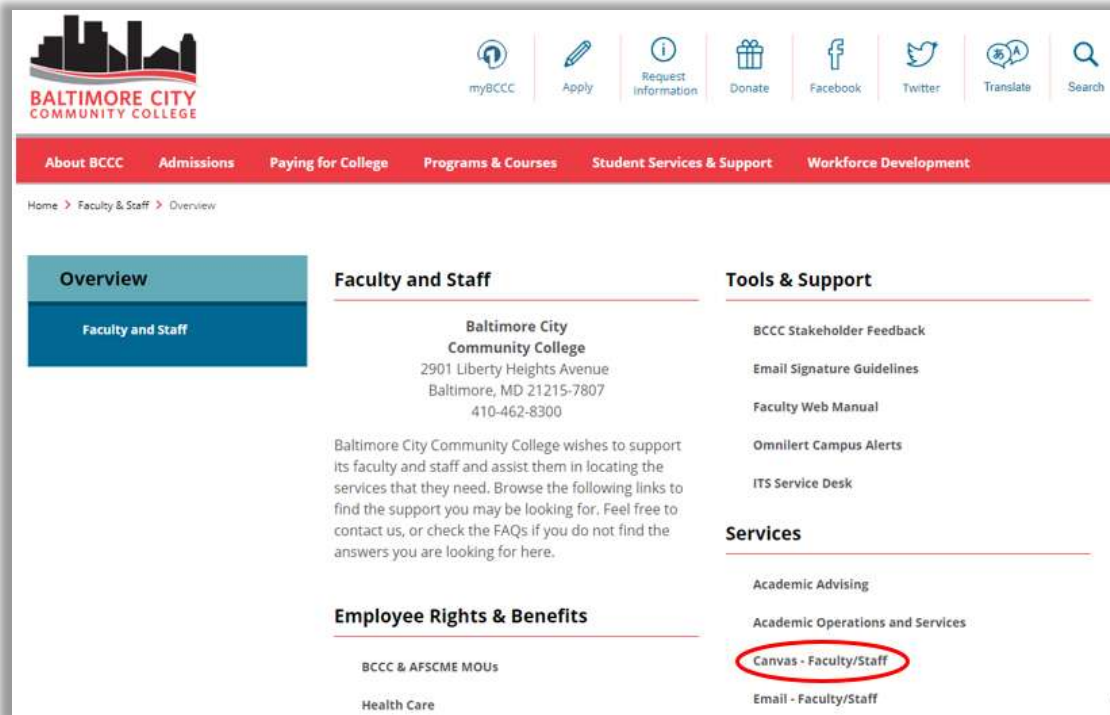 BALTIMORE CITY
COMMUNITY COLLEGE
myBCCC
Apply
Request
Information
Donate
Facebook
Twitter
Translate
Search
About BCCC Admissions Paying for College Programs & Courses Student Services & Support Workforce Development
Home > Faculty & Staff > Overview
Overview
Faculty and Staff
Faculty and Staff
Baltimore City
Community College
2901 Liberty Heights Avenue
Baltimore, MD 21215-7807
410-462-8300
Baltimore City Community College wishes to support
its faculty and staff and assist them in locating the
services that they need. Browse the following links to
find the support you may be looking for. Feel free to
contact us, or check the FAQs if you do not find the
answers you are looking for here.
Employee Rights & Benefits
BCCC & AFSCME MOUs
Health Care
Tools & Support
BCCC Stakeholder Feedback
Email Signature Guidelines
Faculty Web Manual
Omnilert Campus Alerts
ITS Service Desk
Services
Academic Advising
Academic Operations and Services
Canvas - Faculty/Staff
Email - Faculty/Staff